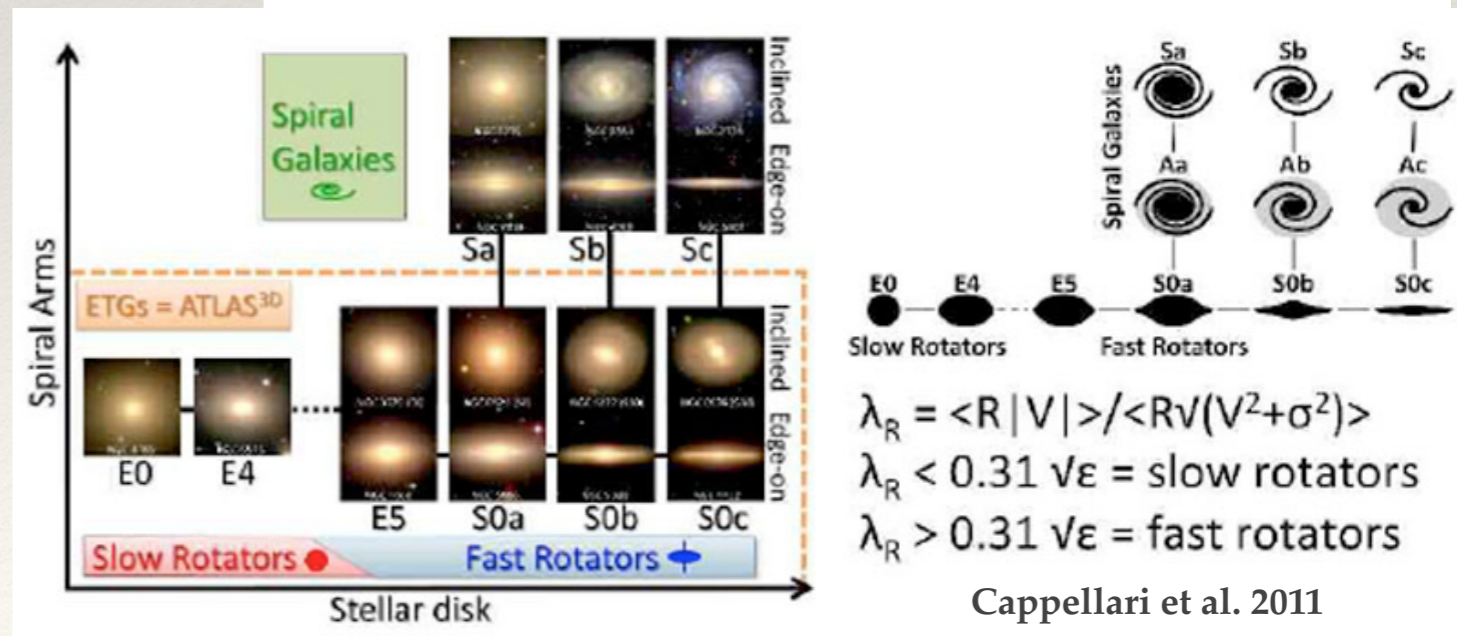 Spiral
Galaxies
Inclined
Edge-on
Sa
Sb
Sc
Spiral Arms
ETGs = ATLAS³ᴰ
Inclined
Edge-on
E0
E4
E5
S0a
S0b
S0c
Slow Rotators
Fast Rotators
Stellar disk
Sa
Sb
Sc
Spiral Galaxies
Aa
Ab
Ac
E0
E4
E5
S0a
S0b
S0c
Slow Rotators
Fast Rotators
λ_R = <R|V|>/<R√(V²+σ²)>
λ_R < 0.31 √ε = slow rotators
λ_R > 0.31 √ε = fast rotators
Cappellari et al. 2011